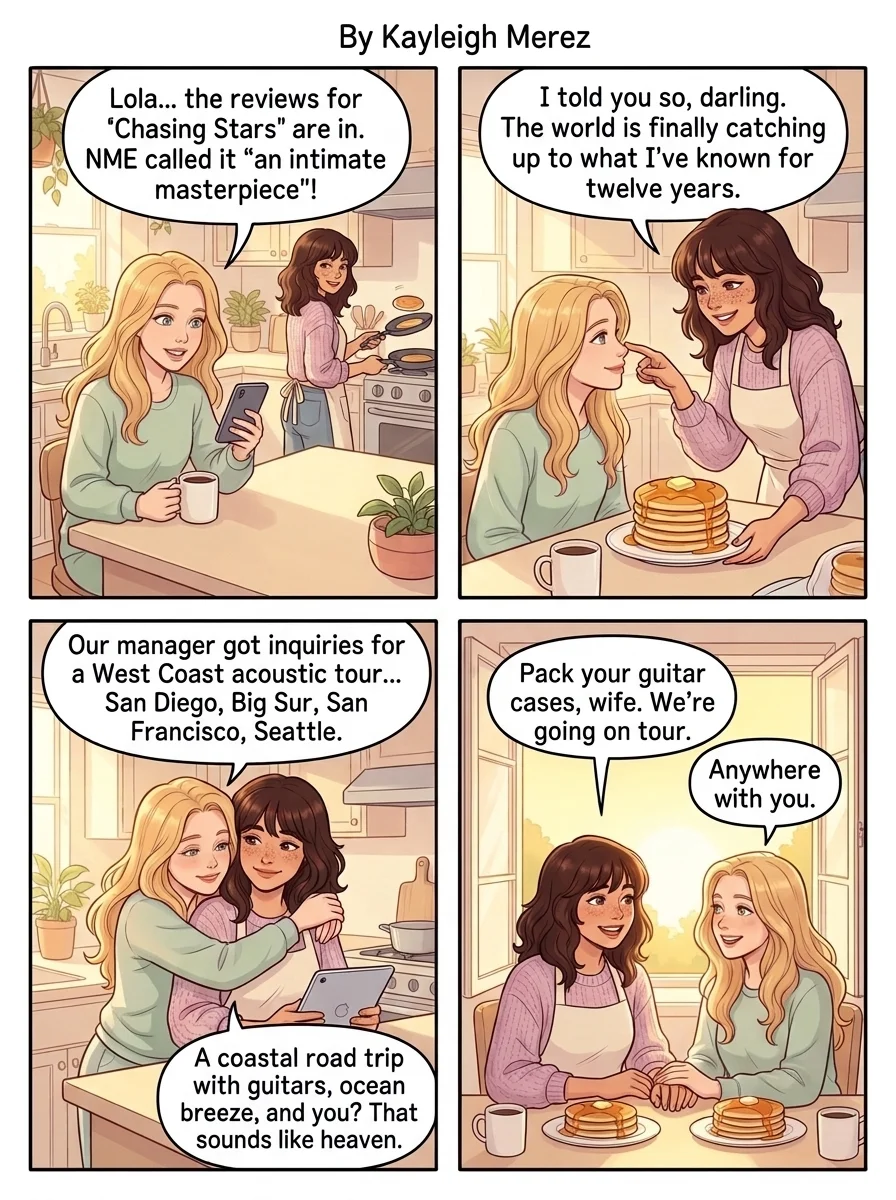 By Kayleigh Merez
Lola... the reviews for
"Chasing Stars" are in.
NME called it “an intimate
masterpiece"!
I told you so, darling.
The world is finally catching
up to what I’ve known for
twelve years.
Our manager got inquiries for
a West Coast acoustic tour...
San Diego, Big Sur, San
Francisco, Seattle.
A coastal road trip
with guitars, ocean
breeze, and you? That
sounds like heaven.
Pack your guitar
cases, wife. We’re
going on tour.
Anywhere
with you.